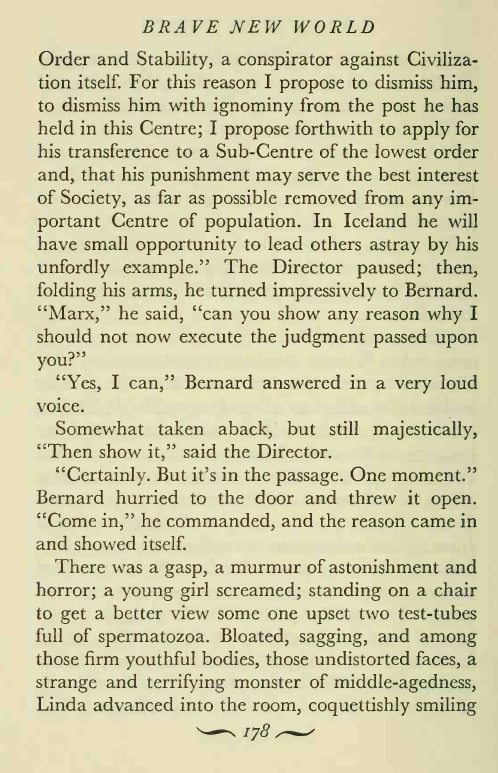 BRAVE NEW WORLD
Order and Stability, a conspirator against Civiliza-
tion itself. For this reason I propose to dismiss him,
to dismiss him with ignominy from the post he has
held in this Centre; I propose forthwith to apply for
his transference to a Sub-Centre of the lowest order
and, that his punishment may serve the best interest
of Society, as far as possible removed from any im-
portant Centre of population. In Iceland he will
have small opportunity to lead others astray by his
unfordly example.” The Director paused; then,
folding his arms, he turned impressively to Bernard.
“Marx,” he said, “can you show any reason why I
should not now execute the judgment passed upon
you?”
“Yes, I can,” Bernard answered in a very loud
voice.
Somewhat taken aback, but still majestically,
“Then show it,” said the Director.
“Certainly. But it’s in the passage. One moment.”
Bernard hurried to the door and threw it open.
“Come in,” he commanded, and the reason came in
and showed itself.
There was a gasp, a murmur of astonishment and
horror; a young girl screamed; standing on a chair
to get a better view some one upset two test-tubes
full of spermatozoa. Bloated, sagging, and among
those firm youthful bodies, those undistorted faces, a
strange and terrifying monster of middle-agedness,
Linda advanced into the room, coquettishly smiling
178